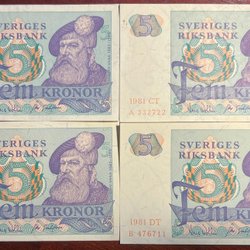 SVERIGES
RIKSBANK
5
Fem KRONOR
SVERIGES
RIKSBANK
5
1981 CT
A 332722
Fem
SVERIGES
RIKSBANK
5
Fem KRONOR
SVERIGES
RIKSBANK
5
1981 DT
B 476711
Fem